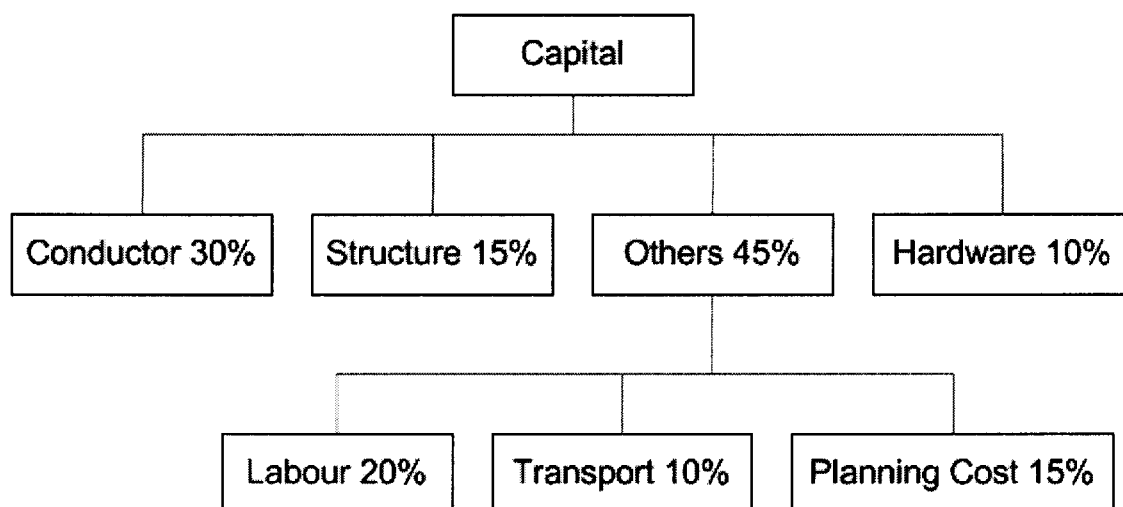 Capital
Conductor 30%
Structure 15%
Others 45%
Hardware 10%
Labour 20%
Transport 10%
Planning Cost 15%